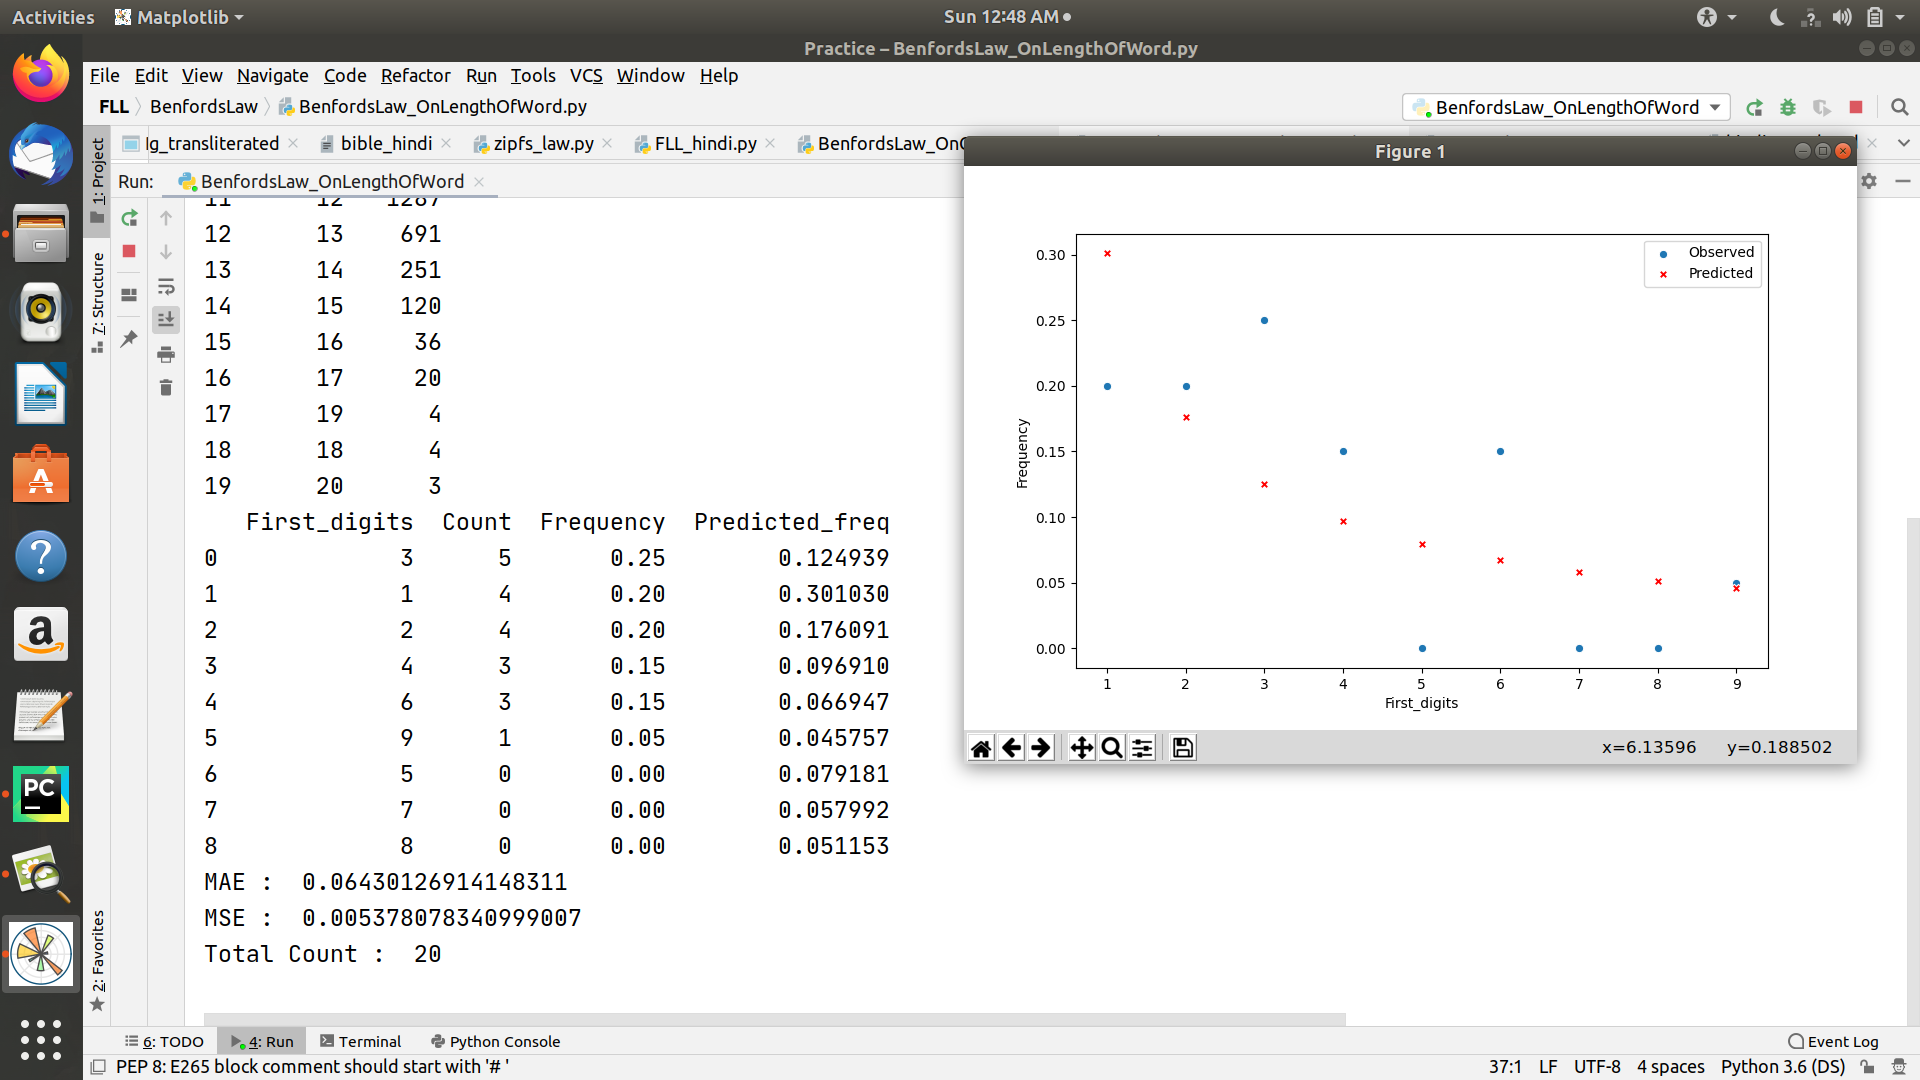 Activities Matplotlib Sun 12:48 AM
Practice – BenfordsLaw_OnLengthOfWord.py
File Edit View Navigate Code Refactor Run Tools VCS Window Help
FLL BenfordsLaw BenfordsLaw_OnLengthOfWord.py BenfordsLaw_OnLengthOfWord
lg_transliterated bible_hindi zipfs_law.py FLL_hindi.py BenfordsLaw_OnC
Run: BenfordsLaw_OnLengthOfWord
1: Project
7: Structure
2: Favorites
11 12 1287
12 13 691
13 14 251
14 15 120
15 16 36
16 17 20
17 19 4
18 18 4
19 20 3
First_digits Count Frequency Predicted_freq
0 3 5 0.25 0.124939
1 1 4 0.20 0.301030
2 2 4 0.20 0.176091
3 4 3 0.15 0.096910
4 6 3 0.15 0.066947
5 9 1 0.05 0.045757
6 5 0 0.00 0.079181
7 7 0 0.00 0.057992
8 8 0 0.00 0.051153
MAE : 0.06430126914148311
MSE : 0.005378078340999007
Total Count : 20
Figure 1
Observed
Predicted
0.30
0.25
0.20
0.15
0.10
0.05
0.00
Frequency
1 2 3 4 5 6 7 8 9
First_digits
x=6.13596 y=0.188502
6: TODO 4: Run Terminal Python Console Event Log
PEP 8: E265 block comment should start with '# ' 37:1 LF UTF-8 4 spaces Python 3.6 (DS)